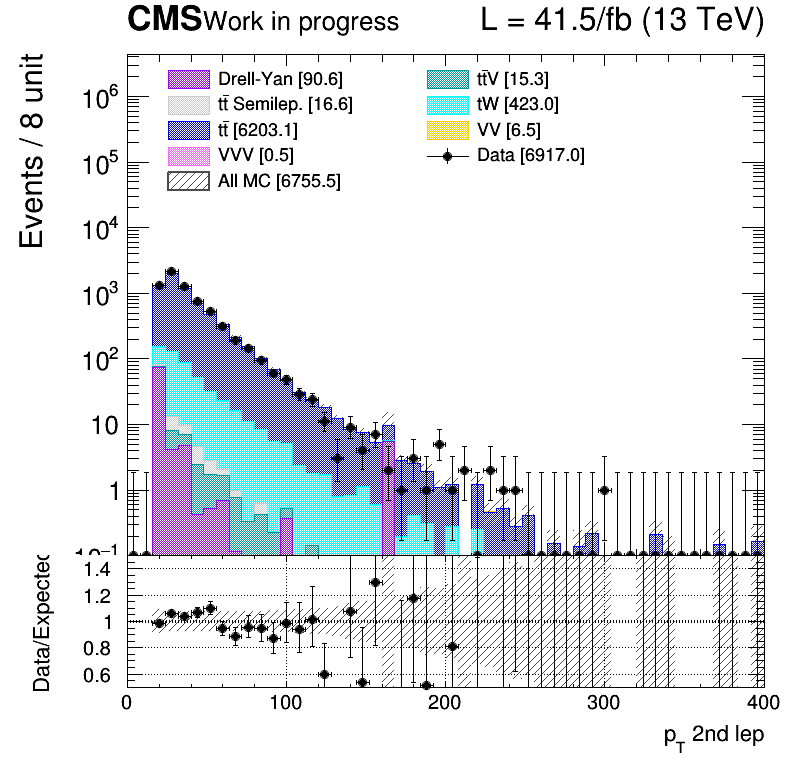 CMS Work in progress L = 41.5/fb (13 TeV)
Events / 8 unit
Drell-Yan [90.6]
tt̄ Semilep. [16.6]
tt̄ [6203.1]
VVV [0.5]
All MC [6755.5]
tt̄V [15.3]
tW [423.0]
VV [6.5]
Data [6917.0]
10⁶
10⁵
10⁴
10³
10²
10
1
10⁻¹
Data/Expected
1.4
1.2
1
0.8
0.6
0 100 200 300 400
p_T 2nd lep